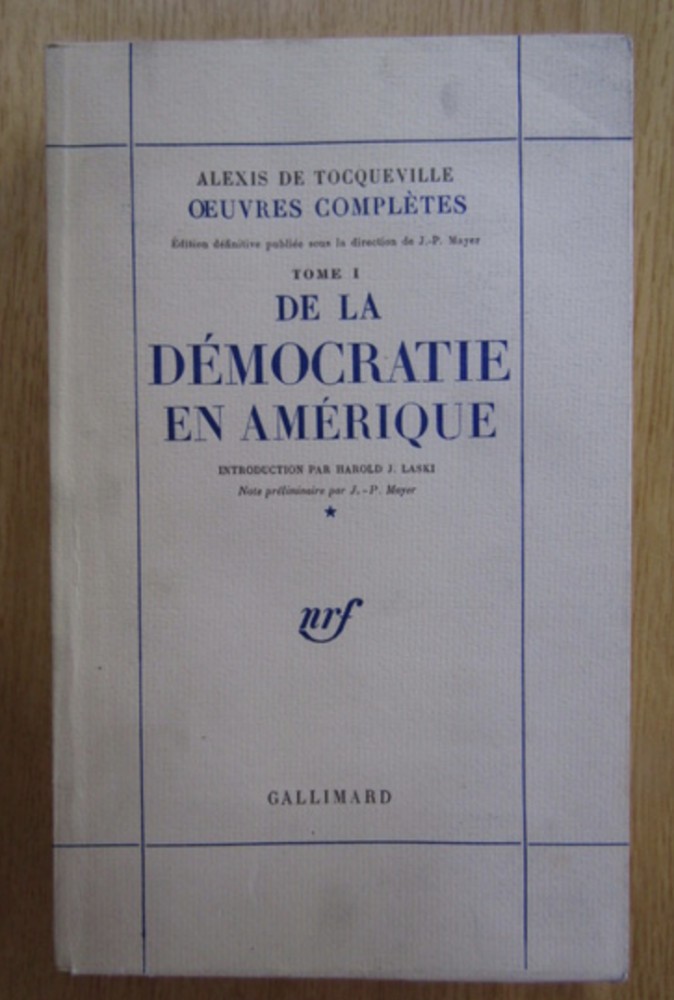 ALEXIS DE TOCQUEVILLE
ŒUVRES COMPLÈTES
Édition définitive publiée sous la direction de J.-P. Mayer
TOME I
DE LA
DÉMOCRATIE
EN AMÉRIQUE
INTRODUCTION PAR HAROLD J. LASKI
Note préliminaire par J.-P. Mayer
★
nrf
GALLIMARD